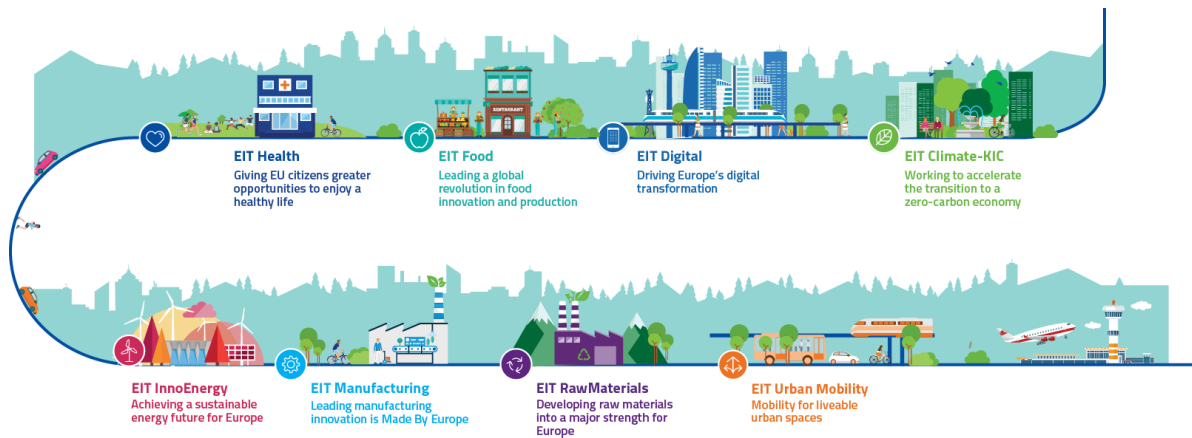 RESTAURANT
EIT Health
Giving EU citizens greater
opportunities to enjoy a
healthy life
EIT Food
Leading a global
revolution in food
innovation and production
EIT Digital
Driving Europe's digital
transformation
EIT Climate-KIC
Working to accelerate
the transition to a
zero-carbon economy
EIT InnoEnergy
Achieving a sustainable
energy future for Europe
EIT Manufacturing
Leading manufacturing
innovation is Made By Europe
EIT RawMaterials
Developing raw materials
into a major strength for
Europe
EIT Urban Mobility
Mobility for liveable
urban spaces